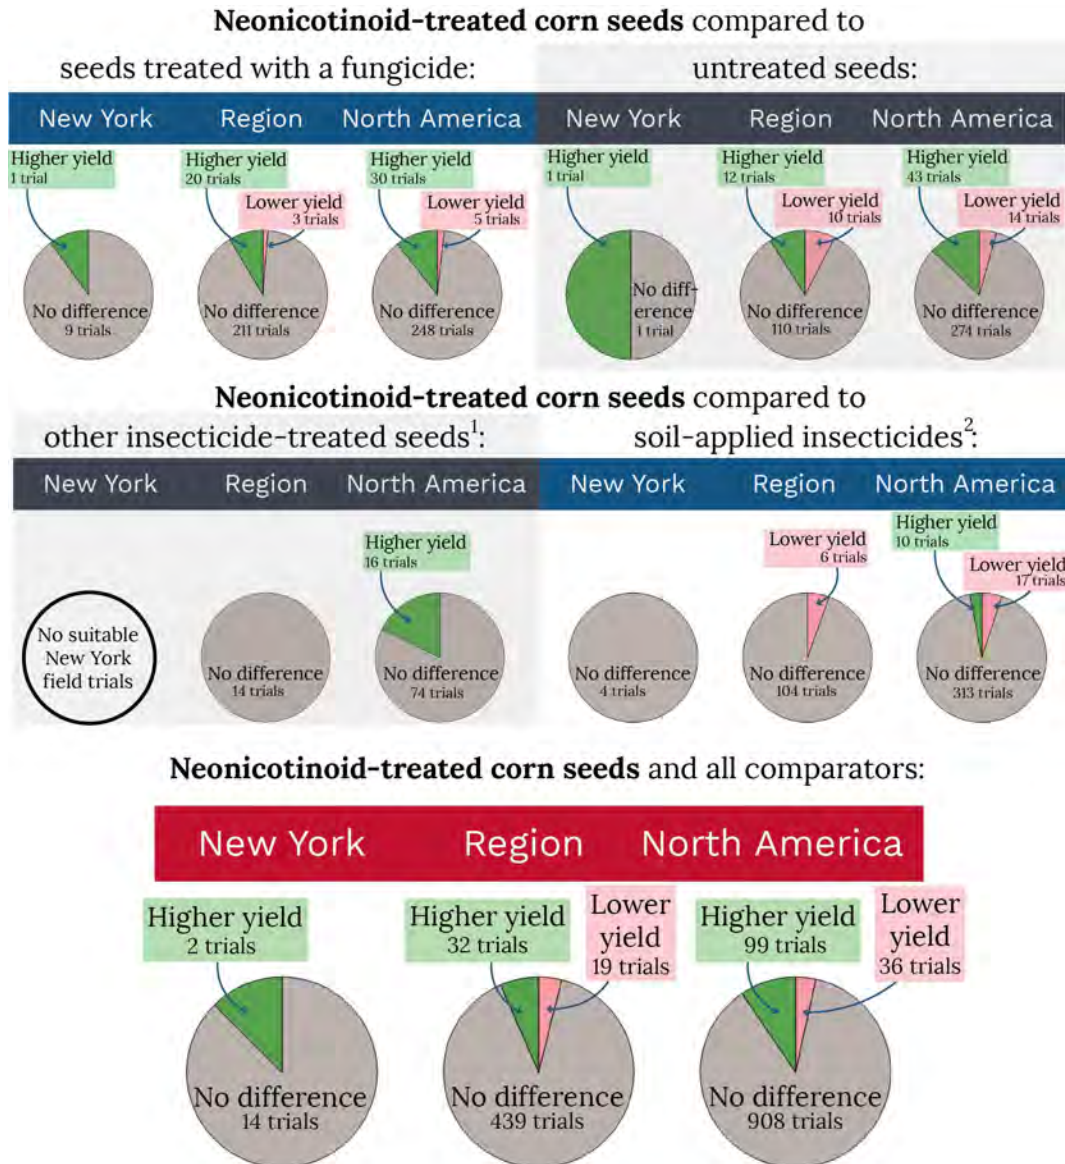 Neonicotinoid-treated corn seeds compared to
seeds treated with a fungicide:
untreated seeds:
New York
Region
North America
New York
Region
North America
Higher yield
1 trial
No difference
9 trials
Higher yield
20 trials
Lower yield
3 trials
No difference
211 trials
Higher yield
30 trials
Lower yield
5 trials
No difference
248 trials
Higher yield
1 trial
No diff-
erence
1 trial
Higher yield
12 trials
Lower yield
10 trials
No difference
110 trials
Higher yield
43 trials
Lower yield
14 trials
No difference
274 trials
Neonicotinoid-treated corn seeds compared to
other insecticide-treated seeds¹:
soil-applied insecticides²:
New York
Region
North America
New York
Region
North America
No suitable
New York
field trials
No difference
14 trials
Higher yield
16 trials
No difference
74 trials
No difference
4 trials
Lower yield
6 trials
No difference
104 trials
Higher yield
10 trials
Lower yield
17 trials
No difference
313 trials
Neonicotinoid-treated corn seeds and all comparators:
New York
Region
North America
Higher yield
2 trials
No difference
14 trials
Higher yield
32 trials
Lower
yield
19 trials
No difference
439 trials
Higher yield
99 trials
Lower
yield
36 trials
No difference
908 trials